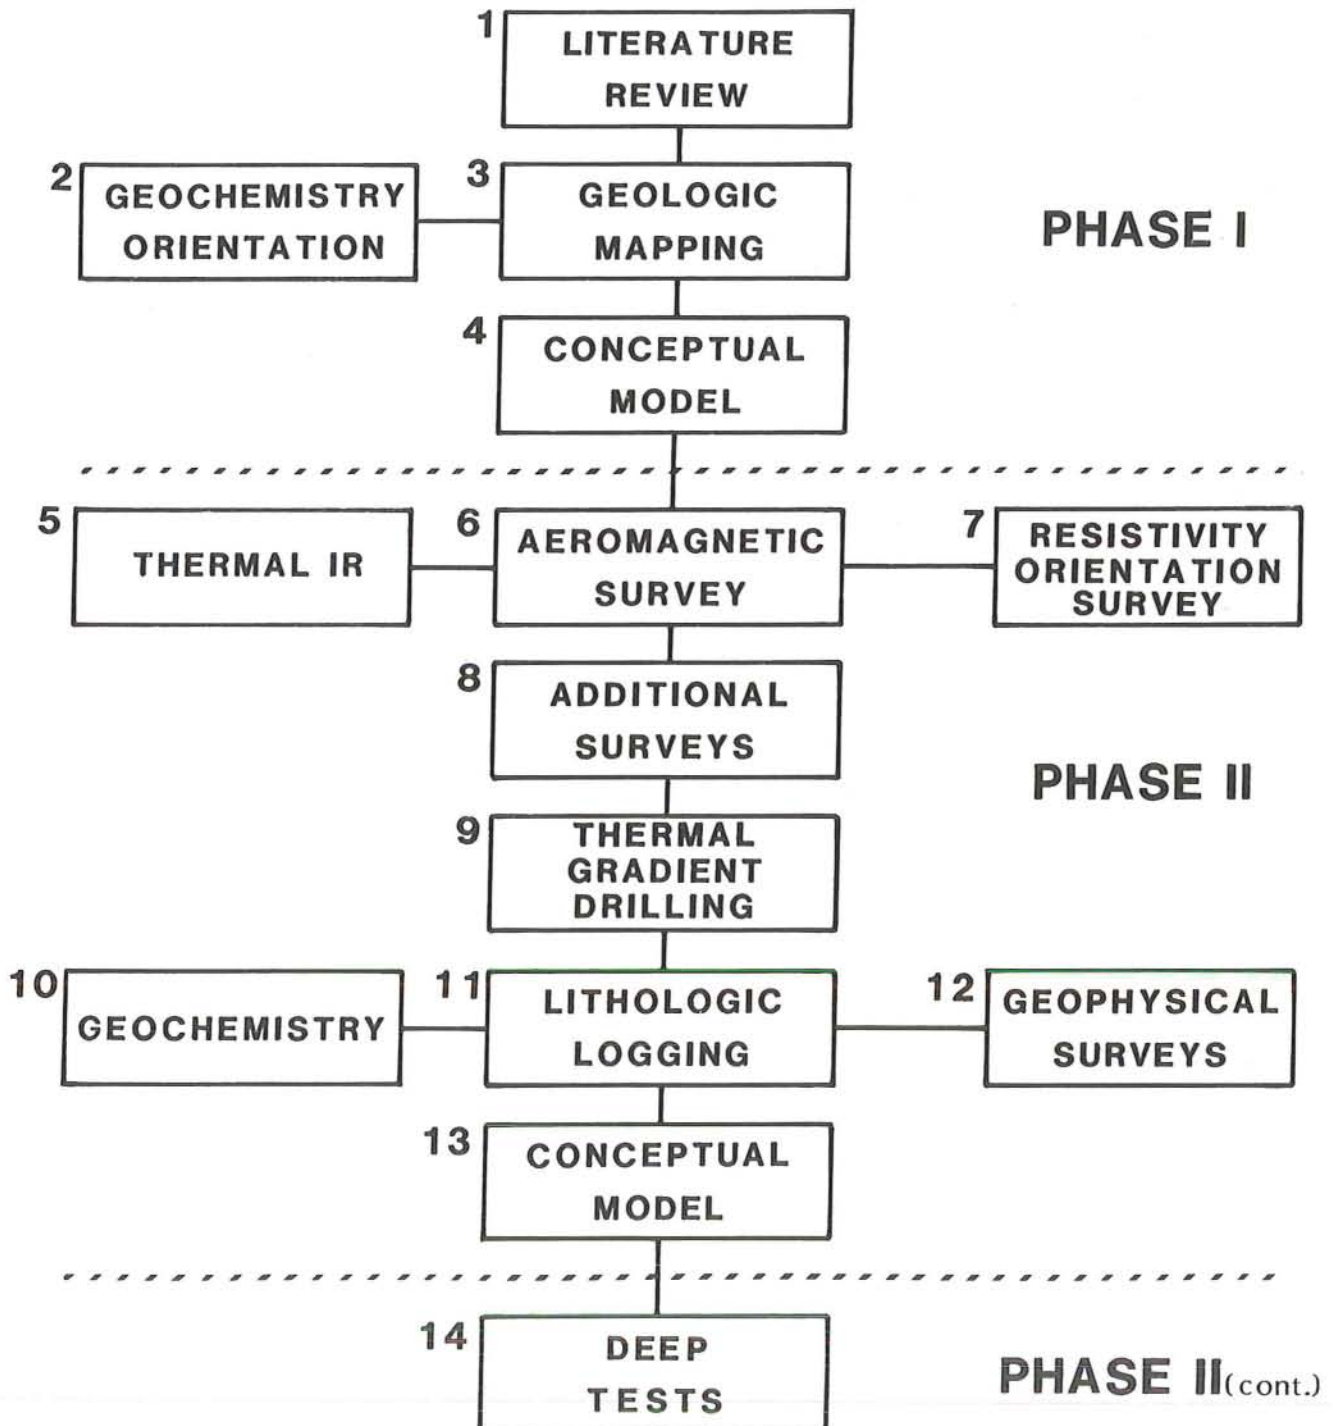 1
LITERATURE
REVIEW
2
GEOCHEMISTRY
ORIENTATION
3
GEOLOGIC
MAPPING
PHASE I
4
CONCEPTUAL
MODEL
5
THERMAL IR
6
AEROMAGNETIC
SURVEY
7
RESISTIVITY
ORIENTATION
SURVEY
8
ADDITIONAL
SURVEYS
PHASE II
9
THERMAL
GRADIENT
DRILLING
10
GEOCHEMISTRY
11
LITHOLOGIC
LOGGING
12
GEOPHYSICAL
SURVEYS
13
CONCEPTUAL
MODEL
14
DEEP
TESTS
PHASE II(cont.)